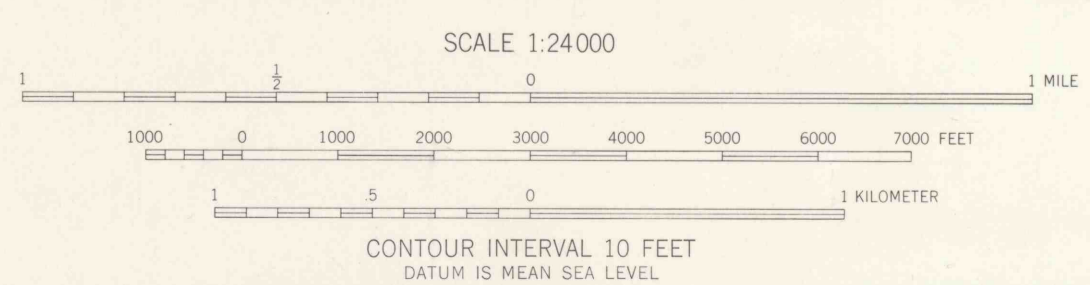 SCALE 1:24000
1 1/2 0 1 MILE
1000 0 1000 2000 3000 4000 5000 6000 7000 FEET
1 .5 0 1 KILOMETER
CONTOUR INTERVAL 10 FEET
DATUM IS MEAN SEA LEVEL